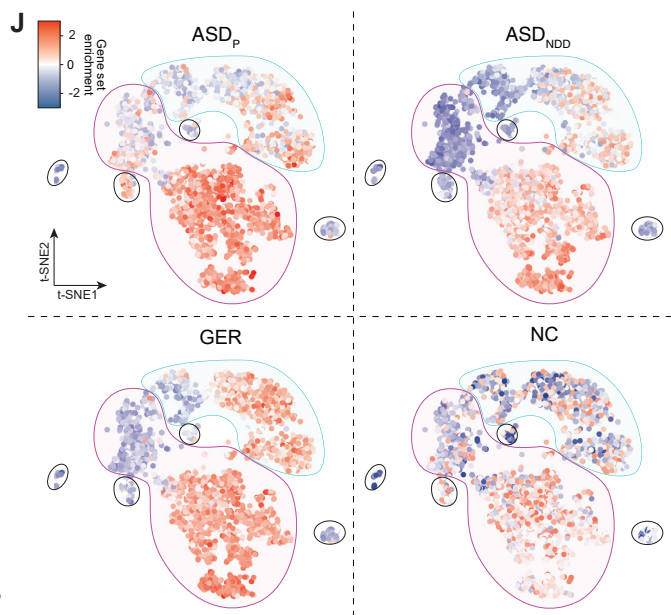 J
2
0
-2
Gene set
enrichment
ASDP
ASDNDD
t-SNE2
t-SNE1
GER
NC